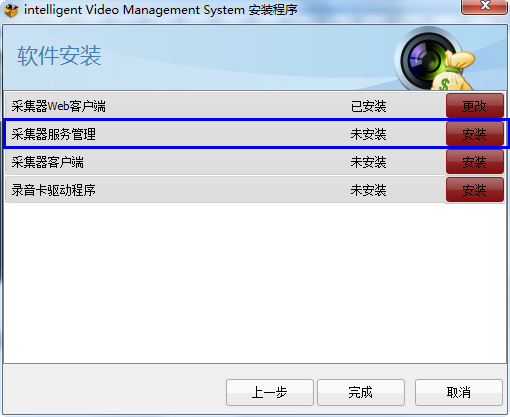 intelligent Video Management System 安装程序
软件安装
采集器Web客户端 已安装 更改
采集器服务管理 未安装 安装
采集器客户端 未安装 安装
录音卡驱动程序 未安装 安装
上一步 完成 取消